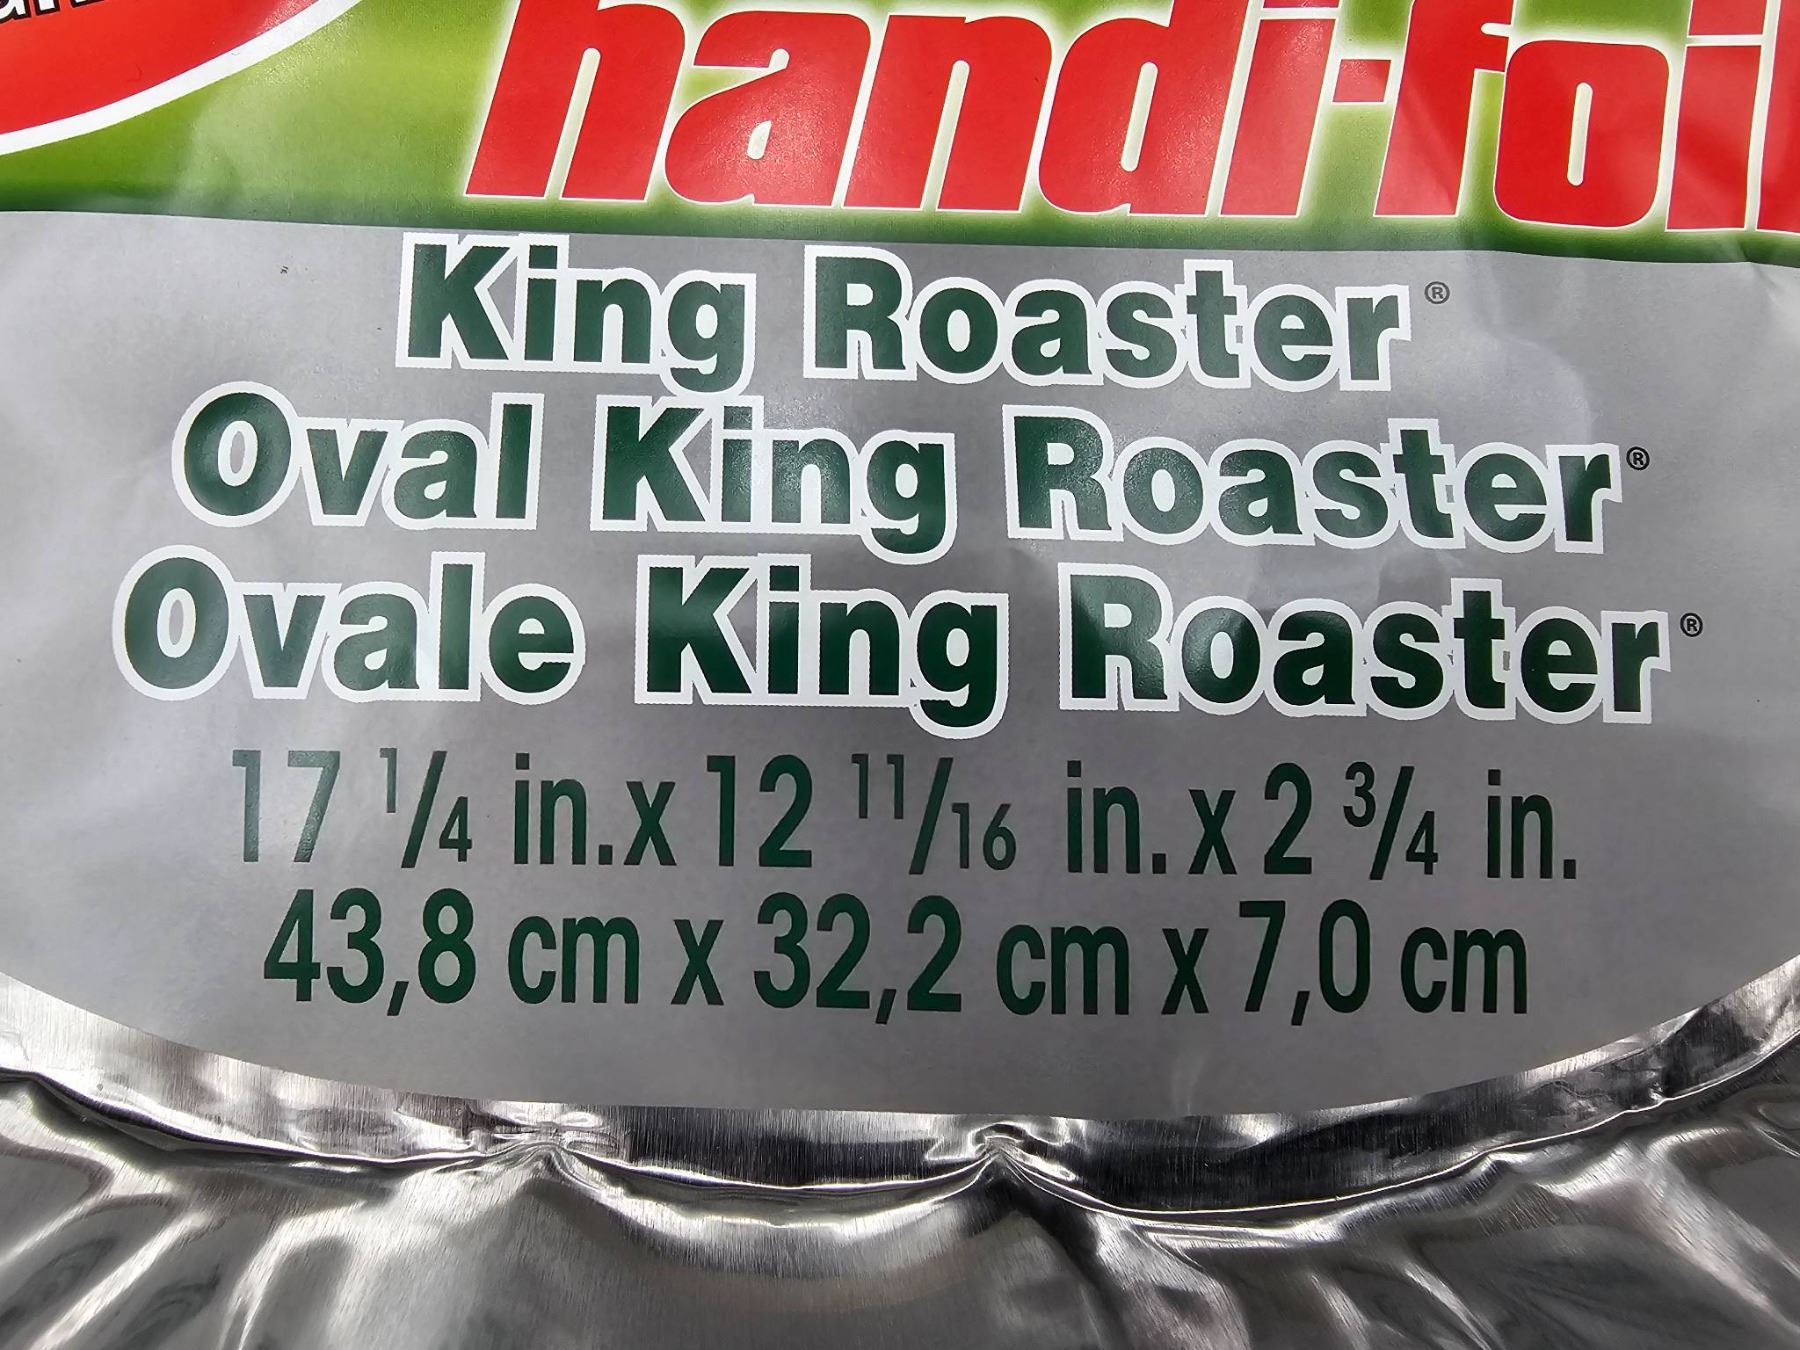 handi-foil
King Roaster®
Oval King Roaster®
Ovale King Roaster®
17 1/4 in.x 12 11/16 in. x 2 3/4 in.
43,8 cm x 32,2 cm x 7,0 cm